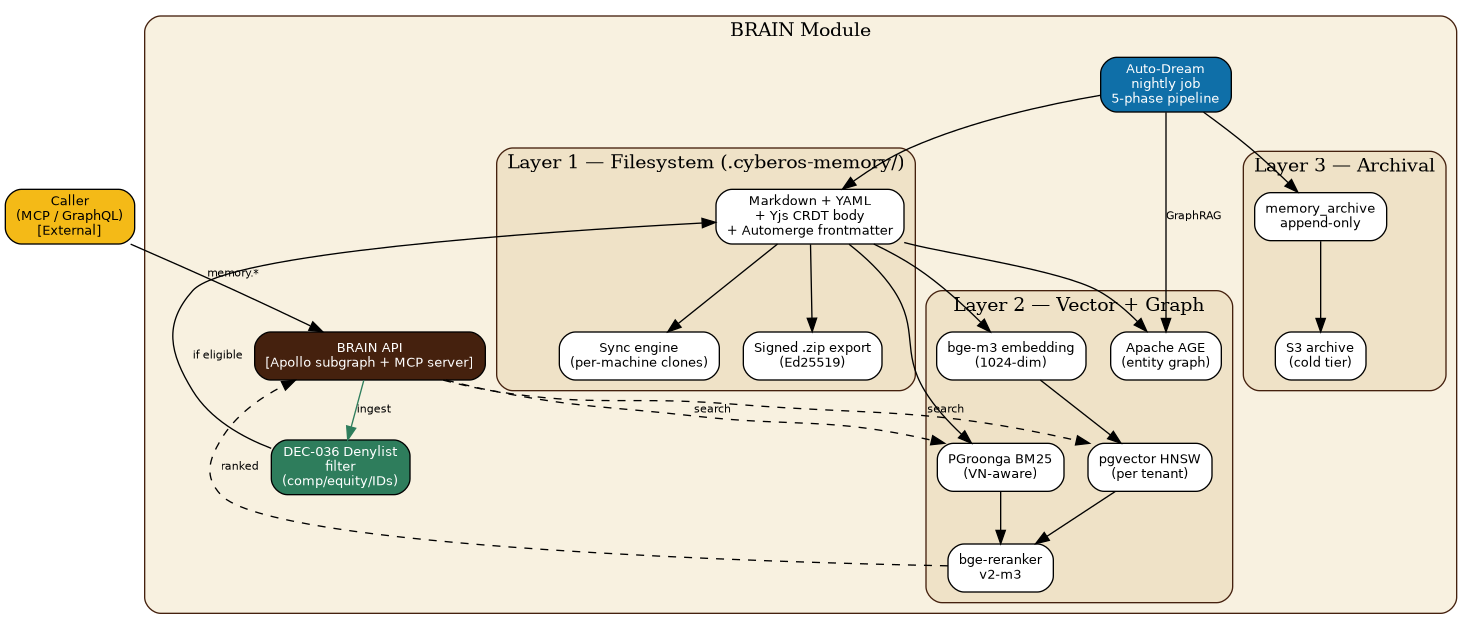 BRAIN Module
Auto-Dream
nightly job
5-phase pipeline
Layer 1 — Filesystem (.cyberos-memory/)
Layer 3 — Archival
Caller
(MCP / GraphQL)
[External]
Markdown + YAML
+ Yjs CRDT body
+ Automerge frontmatter
memory_archive
append-only
GraphRAG
memory.*
Layer 2 — Vector + Graph
BRAIN API
[Apollo subgraph + MCP server]
if eligible
Sync engine
(per-machine clones)
Signed .zip export
(Ed25519)
bge-m3 embedding
(1024-dim)
Apache AGE
(entity graph)
S3 archive
(cold tier)
ingest
search
search
DEC-036 Denylist
filter
(comp/equity/IDs)
ranked
PGroonga BM25
(VN-aware)
pgvector HNSW
(per tenant)
bge-reranker
v2-m3